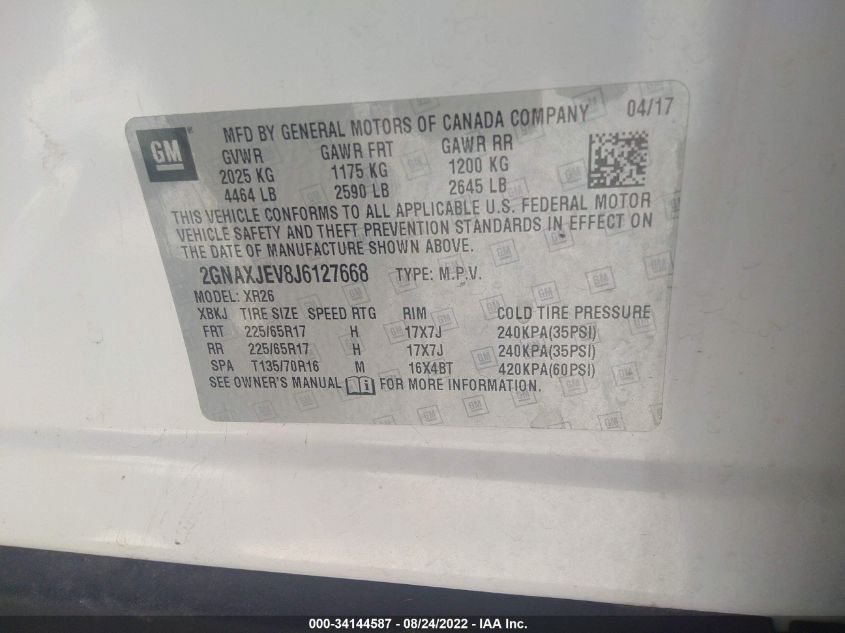 GM ® MFD BY GENERAL MOTORS OF CANADA COMPANY 04/17
GVWR GAWR FRT GAWR RR
2025 KG 1175 KG 1200 KG
4464 LB 2590 LB 2645 LB
THIS VEHICLE CONFORMS TO ALL APPLICABLE U.S. FEDERAL MOTOR
VEHICLE SAFETY AND THEFT PREVENTION STANDARDS IN EFFECT ON
THE DATE OF MANUFACTURE SHOWN ABOVE.
2GNAXJEV8J6127668 TYPE: M.P.V.
MODEL: XR26
XBKJ TIRE SIZE SPEED RTG RIM COLD TIRE PRESSURE
FRT 225/65R17 H 17X7J 240KPA(35PSI)
RR 225/65R17 H 17X7J 240KPA(35PSI)
SPA T135/70R16 M 16X4BT 420KPA(60PSI)
SEE OWNER'S MANUAL i FOR MORE INFORMATION.
000-34144587 - 08/24/2022 - IAA Inc.